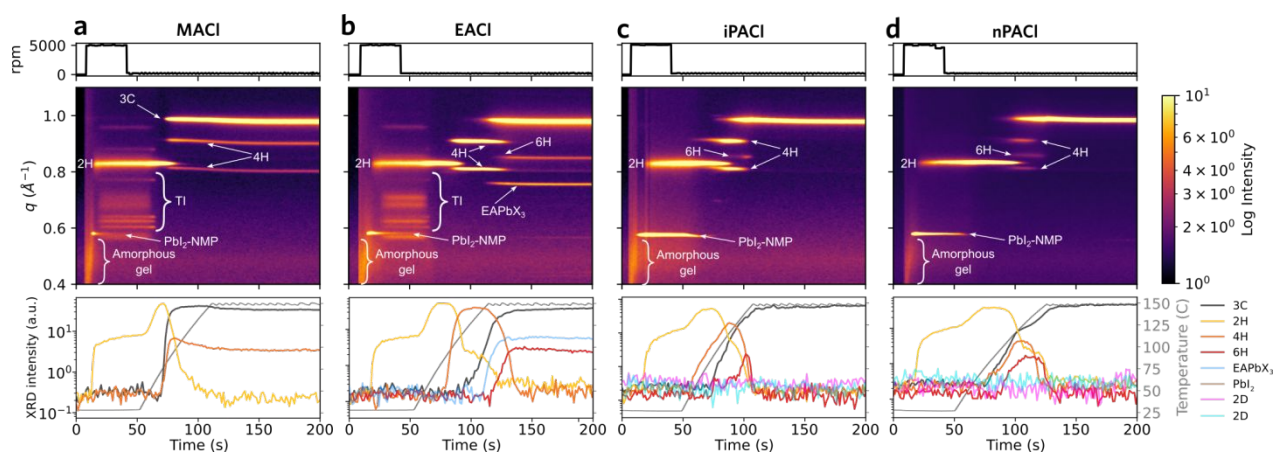 a MACl
b EACl
c iPACl
d nPACl
rpm
5000
0
q (Å⁻¹)
1.0
0.8
0.6
0.4
3C
2H
4H
TI
PbI₂-NMP
Amorphous
gel
2H
4H
6H
TI
EAPbX₃
PbI₂-NMP
Amorphous
gel
2H
6H
4H
PbI₂-NMP
Amorphous
gel
2H
6H
4H
PbI₂-NMP
Amorphous
gel
10¹
6 × 10⁰
4 × 10⁰
3 × 10⁰
2 × 10⁰
10⁰
Log Intensity
XRD intensity (a.u.)
10¹
10⁰
10⁻¹
0 50 100 150 200
Time (s)
0 50 100 150 200
Time (s)
0 50 100 150 200
Time (s)
0 50 100 150 200
Time (s)
150
125
100
75
50
25
Temperature (C)
3C
2H
4H
6H
EAPbX₃
PbI₂
2D
2D